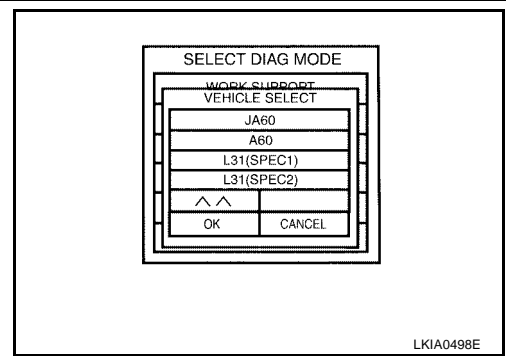 SELECT DIAG MODE
WORK SUPPORT
VEHICLE SELECT
JA60
A60
L31(SPEC1)
L31(SPEC2)
OK CANCEL
LKIA0498E